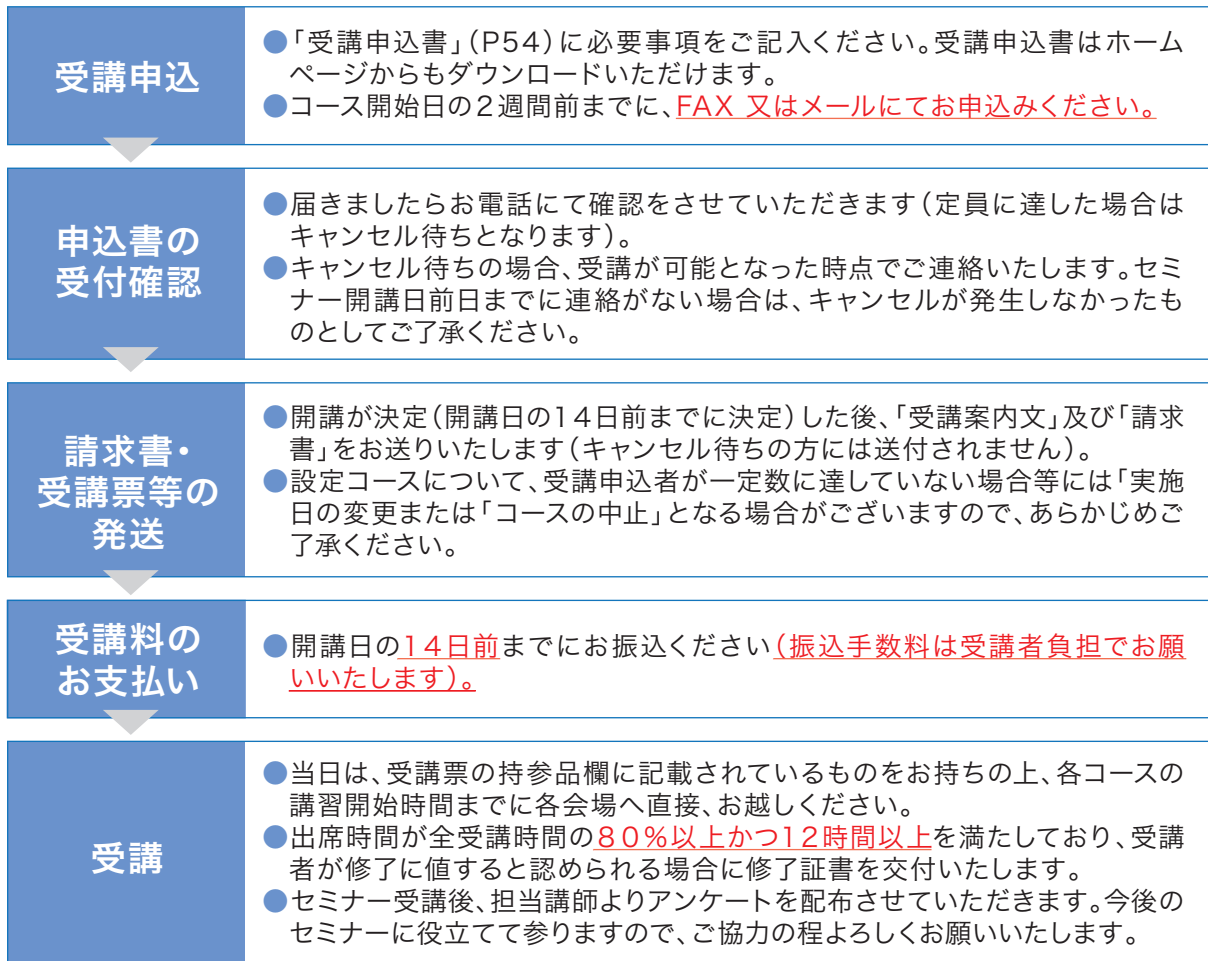 受講申込
●「受講申込書」(P54)に必要事項をご記入ください。受講申込書はホーム
ページからもダウンロードいただけます。
●コース開始日の2週間前までに、FAX 又はメールにてお申込みください。
申込書の
受付確認
●届きましたらお電話にて確認をさせていただきます(定員に達した場合は
キャンセル待ちとなります)。
●キャンセル待ちの場合、受講が可能となった時点でご連絡いたします。セミ
ナー開講日前日までに連絡がない場合は、キャンセルが発生しなかったも
のとしてご了承ください。
請求書・
受講票等の
発送
●開講が決定(開講日の14日前までに決定)した後、「受講案内文」及び「請求
書」をお送りいたします(キャンセル待ちの方には送付されません)。
●設定コースについて、受講申込者が一定数に達していない場合等には「実施
日の変更または「コースの中止」となる場合がございますので、あらかじめご
了承ください。
受講料の
お支払い
●開講日の14日前までにお振込ください(振込手数料は受講者負担でお願
いいたします)。
受講
●当日は、受講票の持参品欄に記載されているものをお持ちの上、各コースの
講習開始時間までに各会場へ直接、お越しください。
●出席時間が全受講時間の80%以上かつ12時間以上を満たしており、受講
者が修了に値すると認められる場合に修了証書を交付いたします。
●セミナー受講後、担当講師よりアンケートを配布させていただきます。今後の
セミナーに役立てて参りますので、ご協力の程よろしくお願いいたします。